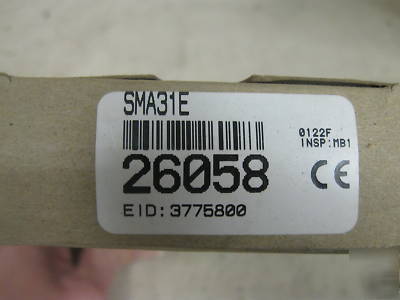 SMA31E
0122F
INSP:MB1
26058
CE
EID:3775800